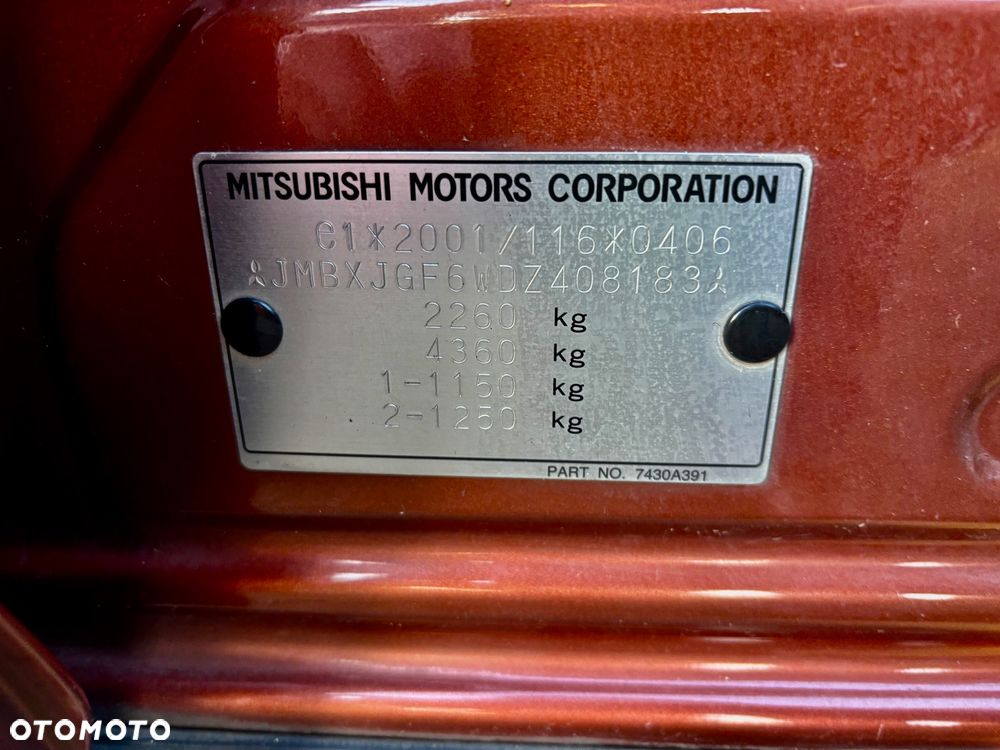 MITSUBISHI MOTORS CORPORATION
e1*2001/116*0406
JMBXJGF6WDZ408183
2260 kg
4360 kg
1-1150 kg
2-1250 kg
PART NO. 7430A391
OTOMOTO